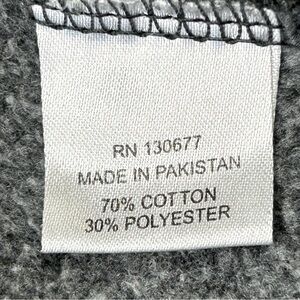 RN 130677
MADE IN PAKISTAN
70% COTTON
30% POLYESTER